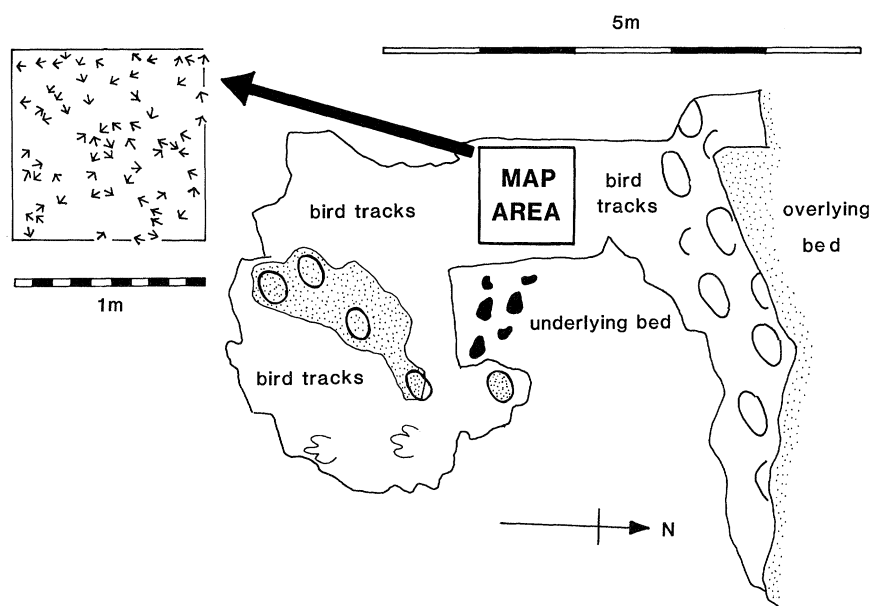 5m
MAP
AREA
bird
tracks
bird tracks
overlying
bed
1m
underlying bed
bird tracks
N